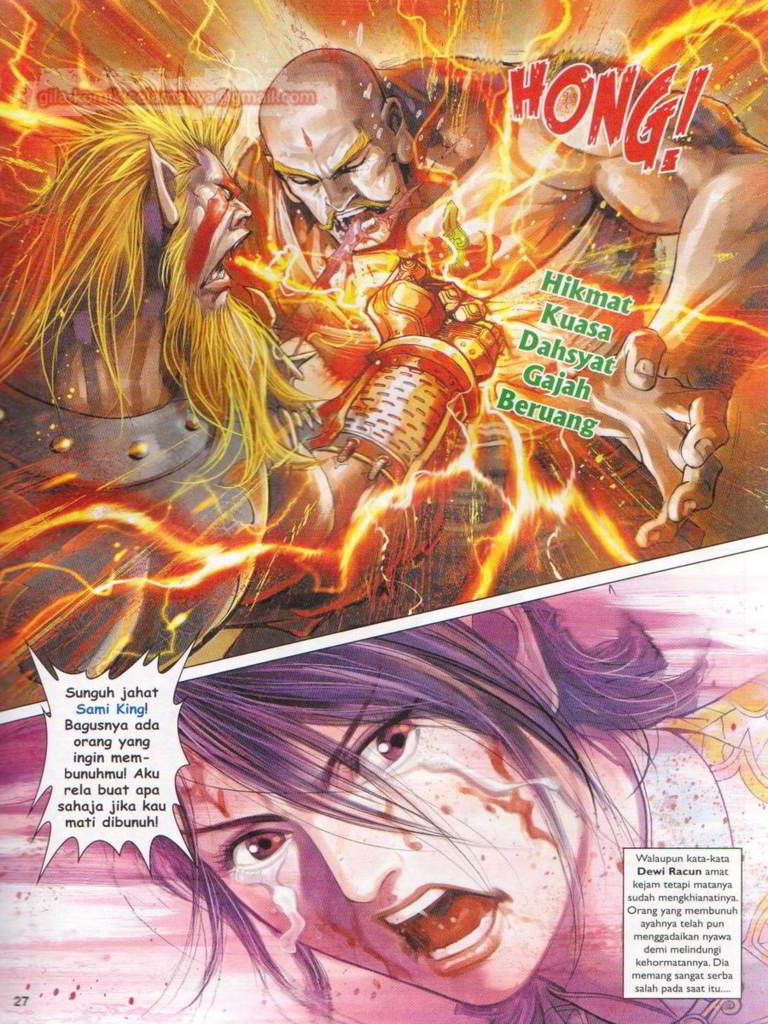 gilakomikselamanya@gmail.com
HONG!
Hikmat
Kuasa
Dahsyat
Gajah
Beruang
Sunguh jahat
Sami King!
Bagusnya ada
orang yang
ingin mem-
bunuhmu! Aku
rela buat apa
sahaja jika kau
mati dibunuh!
Walaupun kata-kata
Dewi Racun amat
kejam tetapi matanya
sudah mengkhianatinya.
Orang yang membunuh
ayahnya telah pun
menggadaikan nyawa
demi melindungi
kehormatannya. Dia
memang sangat serba
salah pada saat itu....
27